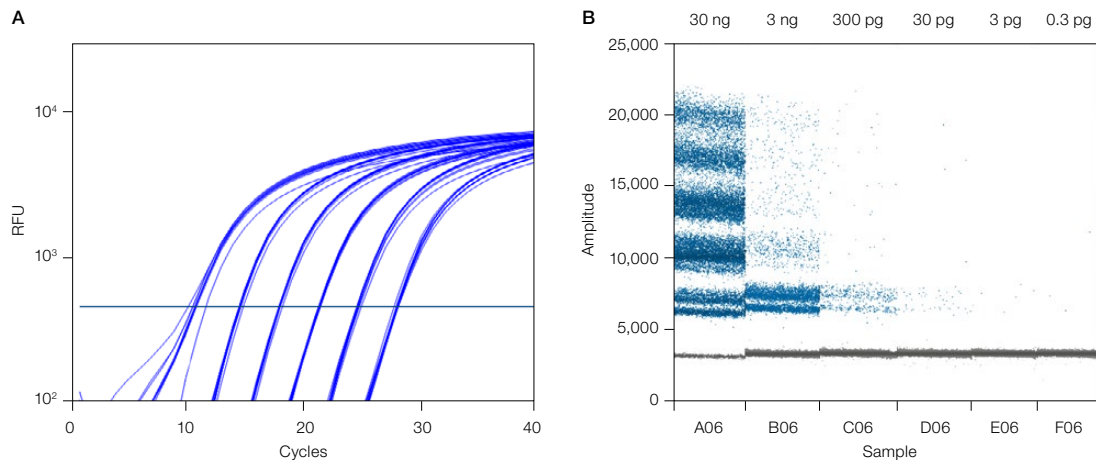 A
RFU
10⁴
10³
10²
0
10
20
30
40
Cycles
B
30 ng
3 ng
300 pg
30 pg
3 pg
0.3 pg
Amplitude
25,000
20,000
15,000
10,000
5,000
0
A06
B06
C06
D06
E06
F06
Sample